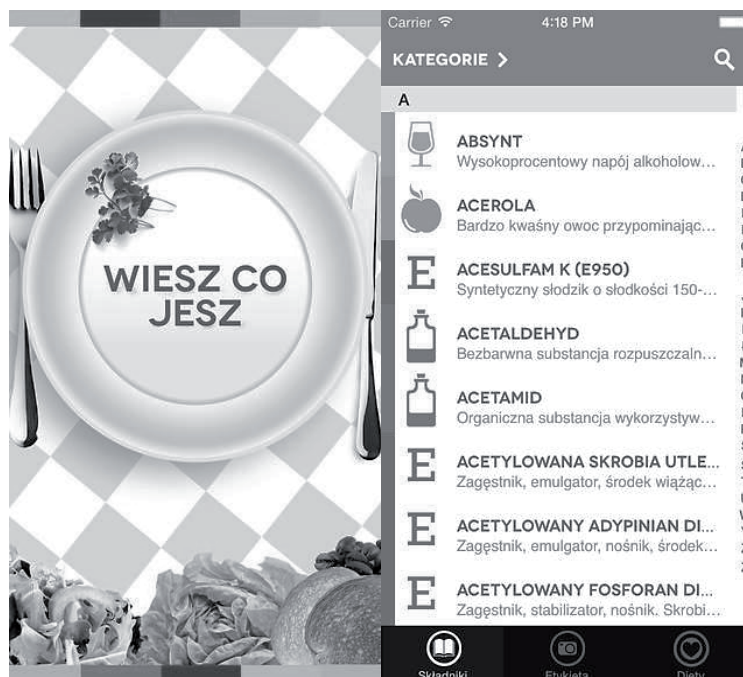 WIESZ CO
JESZ
Carrier 4:18 PM
KATEGORIE
A
ABSYNT
Wysokoprocentowy napój alkoholow...
ACEROLA
Bardzo kwaśny owoc przypominając...
E ACESULFAM K (E950)
Syntetyczny słodzik o słodkości 150-...
ACETALDEHYD
Bezbarwna substancja rozpuszczaln...
ACETAMID
Organiczna substancja wykorzystyw...
E ACETYLOWANA SKROBIA UTLE...
Zagęstnik, emulgator, środek wiążąc...
E ACETYLOWANY ADYPINIAN DI...
Zagęstnik, emulgator, nośnik, środek...
E ACETYLOWANY FOSFORAN DI...
Zagęstnik, stabilizator, nośnik. Skrobi...
Składniki Etykieta Diety